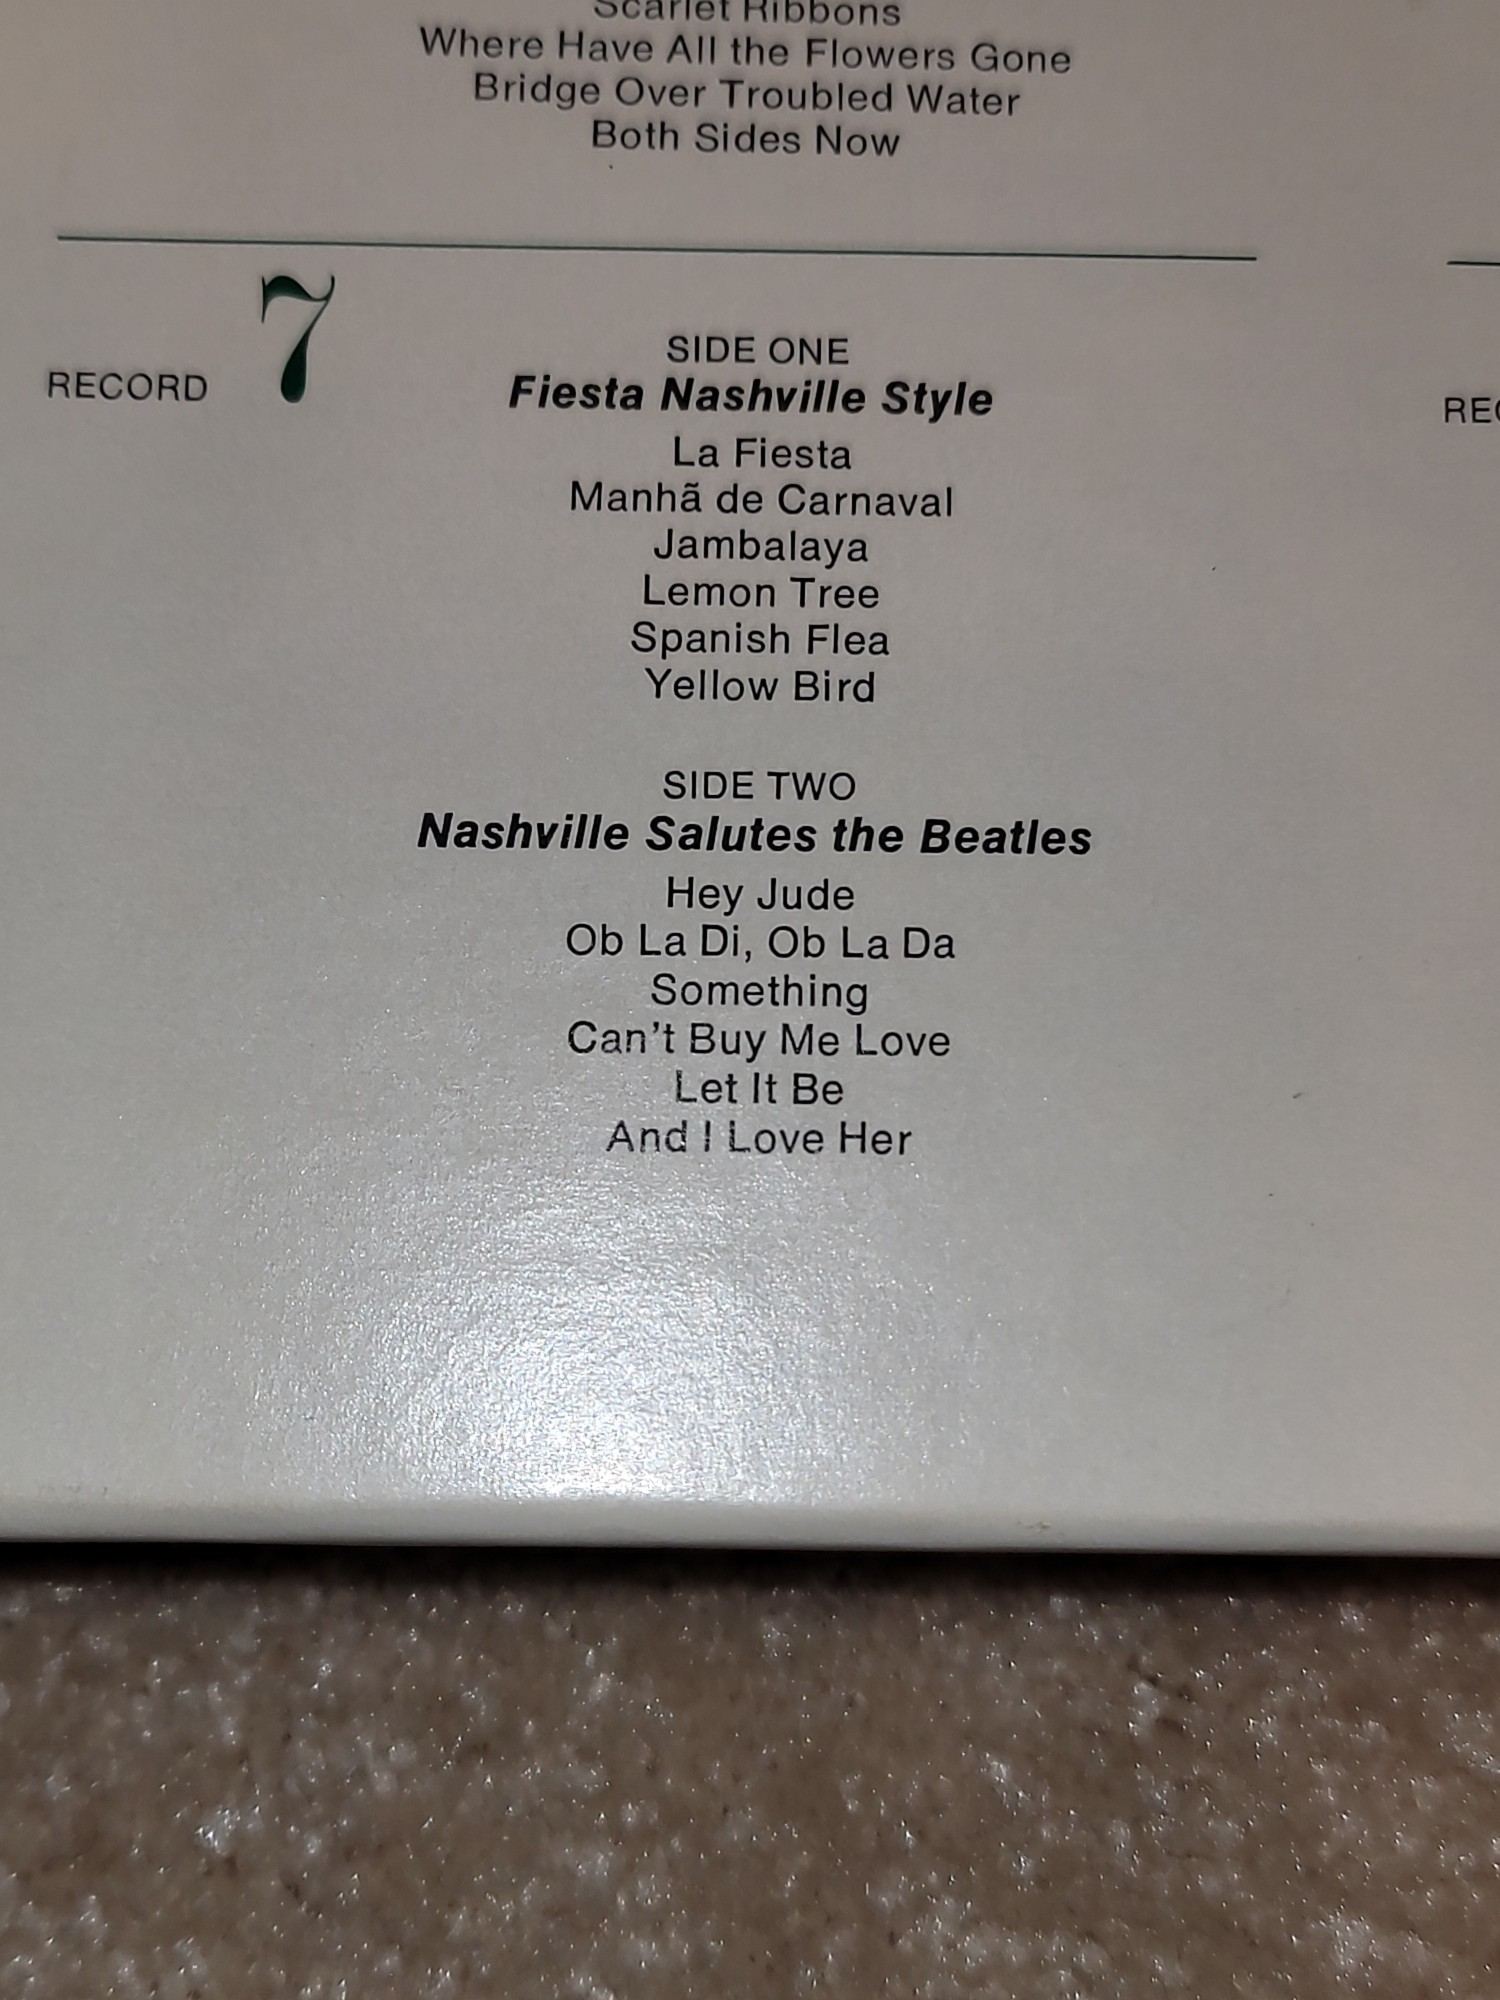 Scarlet Ribbons
Where Have All the Flowers Gone
Bridge Over Troubled Water
Both Sides Now
RECORD 7
SIDE ONE
Fiesta Nashville Style
La Fiesta
Manhã de Carnaval
Jambalaya
Lemon Tree
Spanish Flea
Yellow Bird
SIDE TWO
Nashville Salutes the Beatles
Hey Jude
Ob La Di, Ob La Da
Something
Can't Buy Me Love
Let It Be
And I Love Her